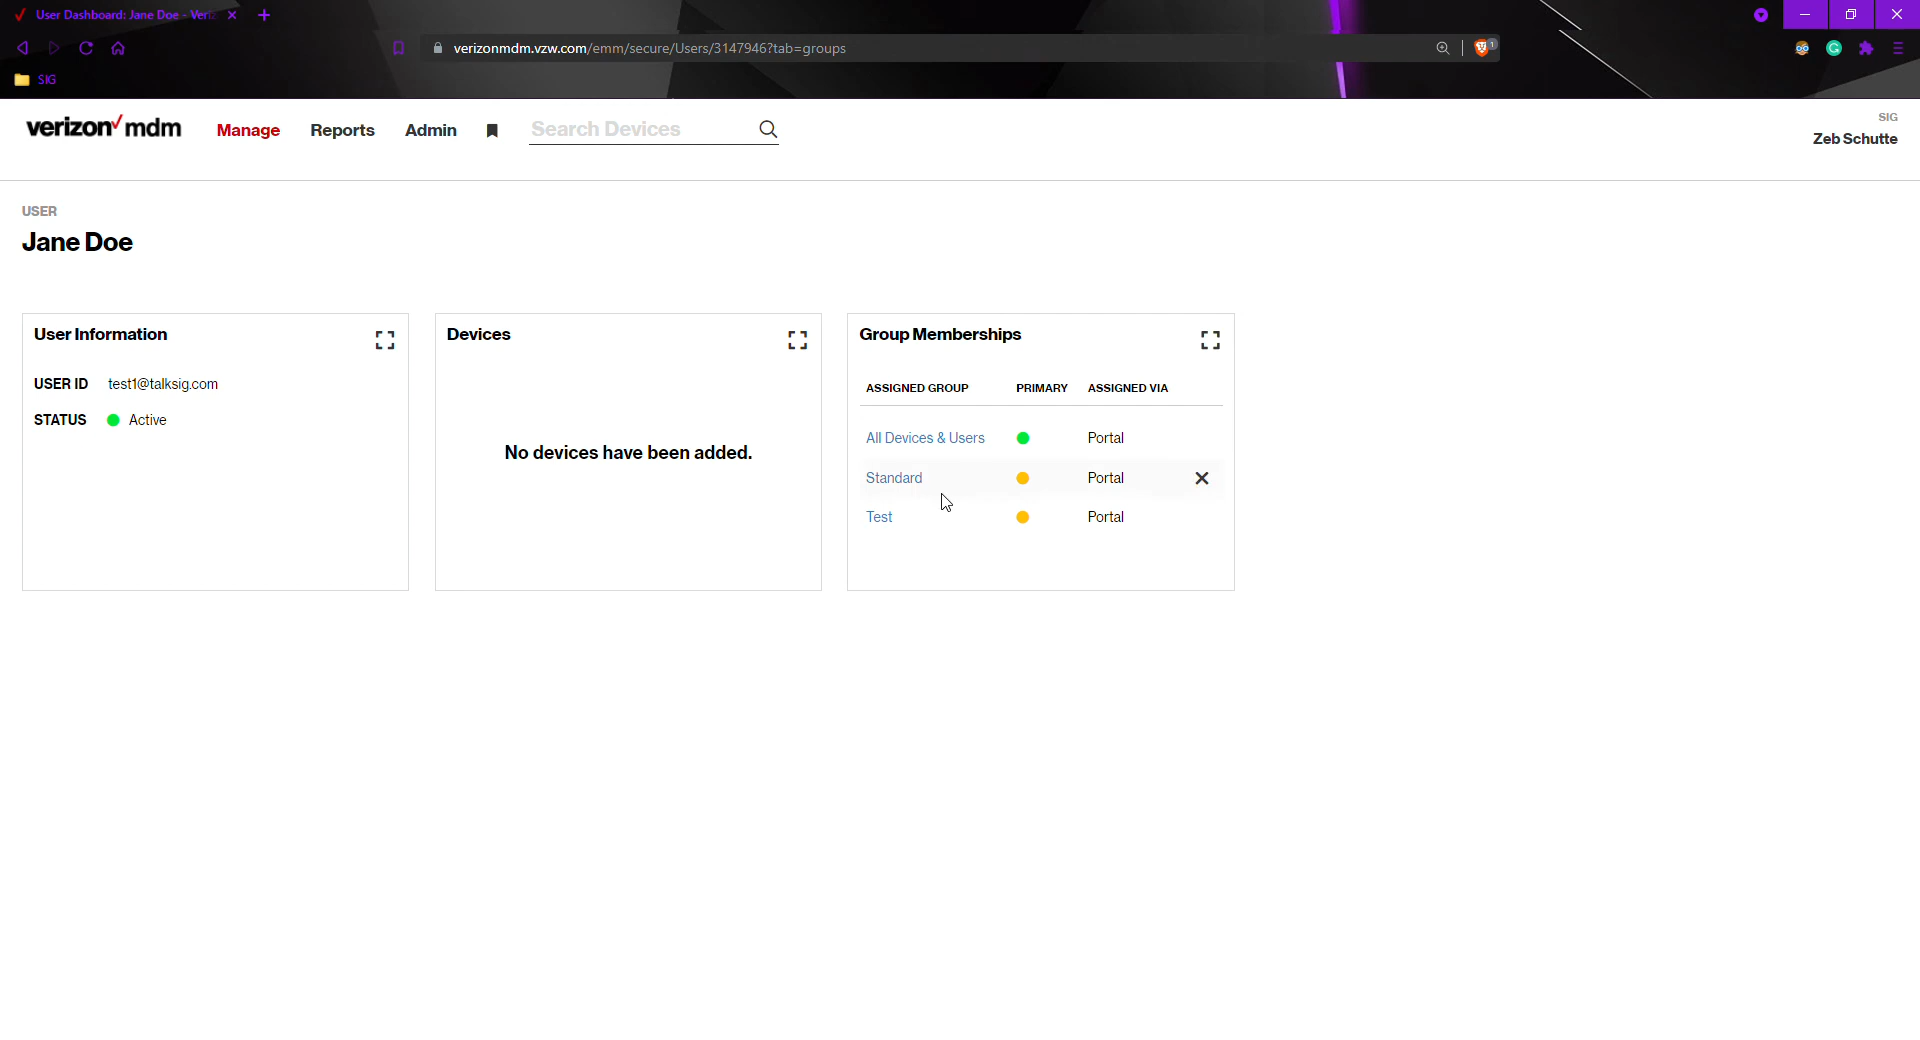 User Dashboard: Jane Doe - Veri
verizonmdm.vzw.com/emm/secure/Users/3147946?tab=groups
1
SIG
verizon mdm
Manage
Reports
Admin
Search Devices
SIG
Zeb Schutte
USER
Jane Doe
User Information
USER ID test1@talksig.com
STATUS Active
Devices
No devices have been added.
Group Memberships
ASSIGNED GROUP PRIMARY ASSIGNED VIA
All Devices & Users Portal
Standard Portal
Test Portal